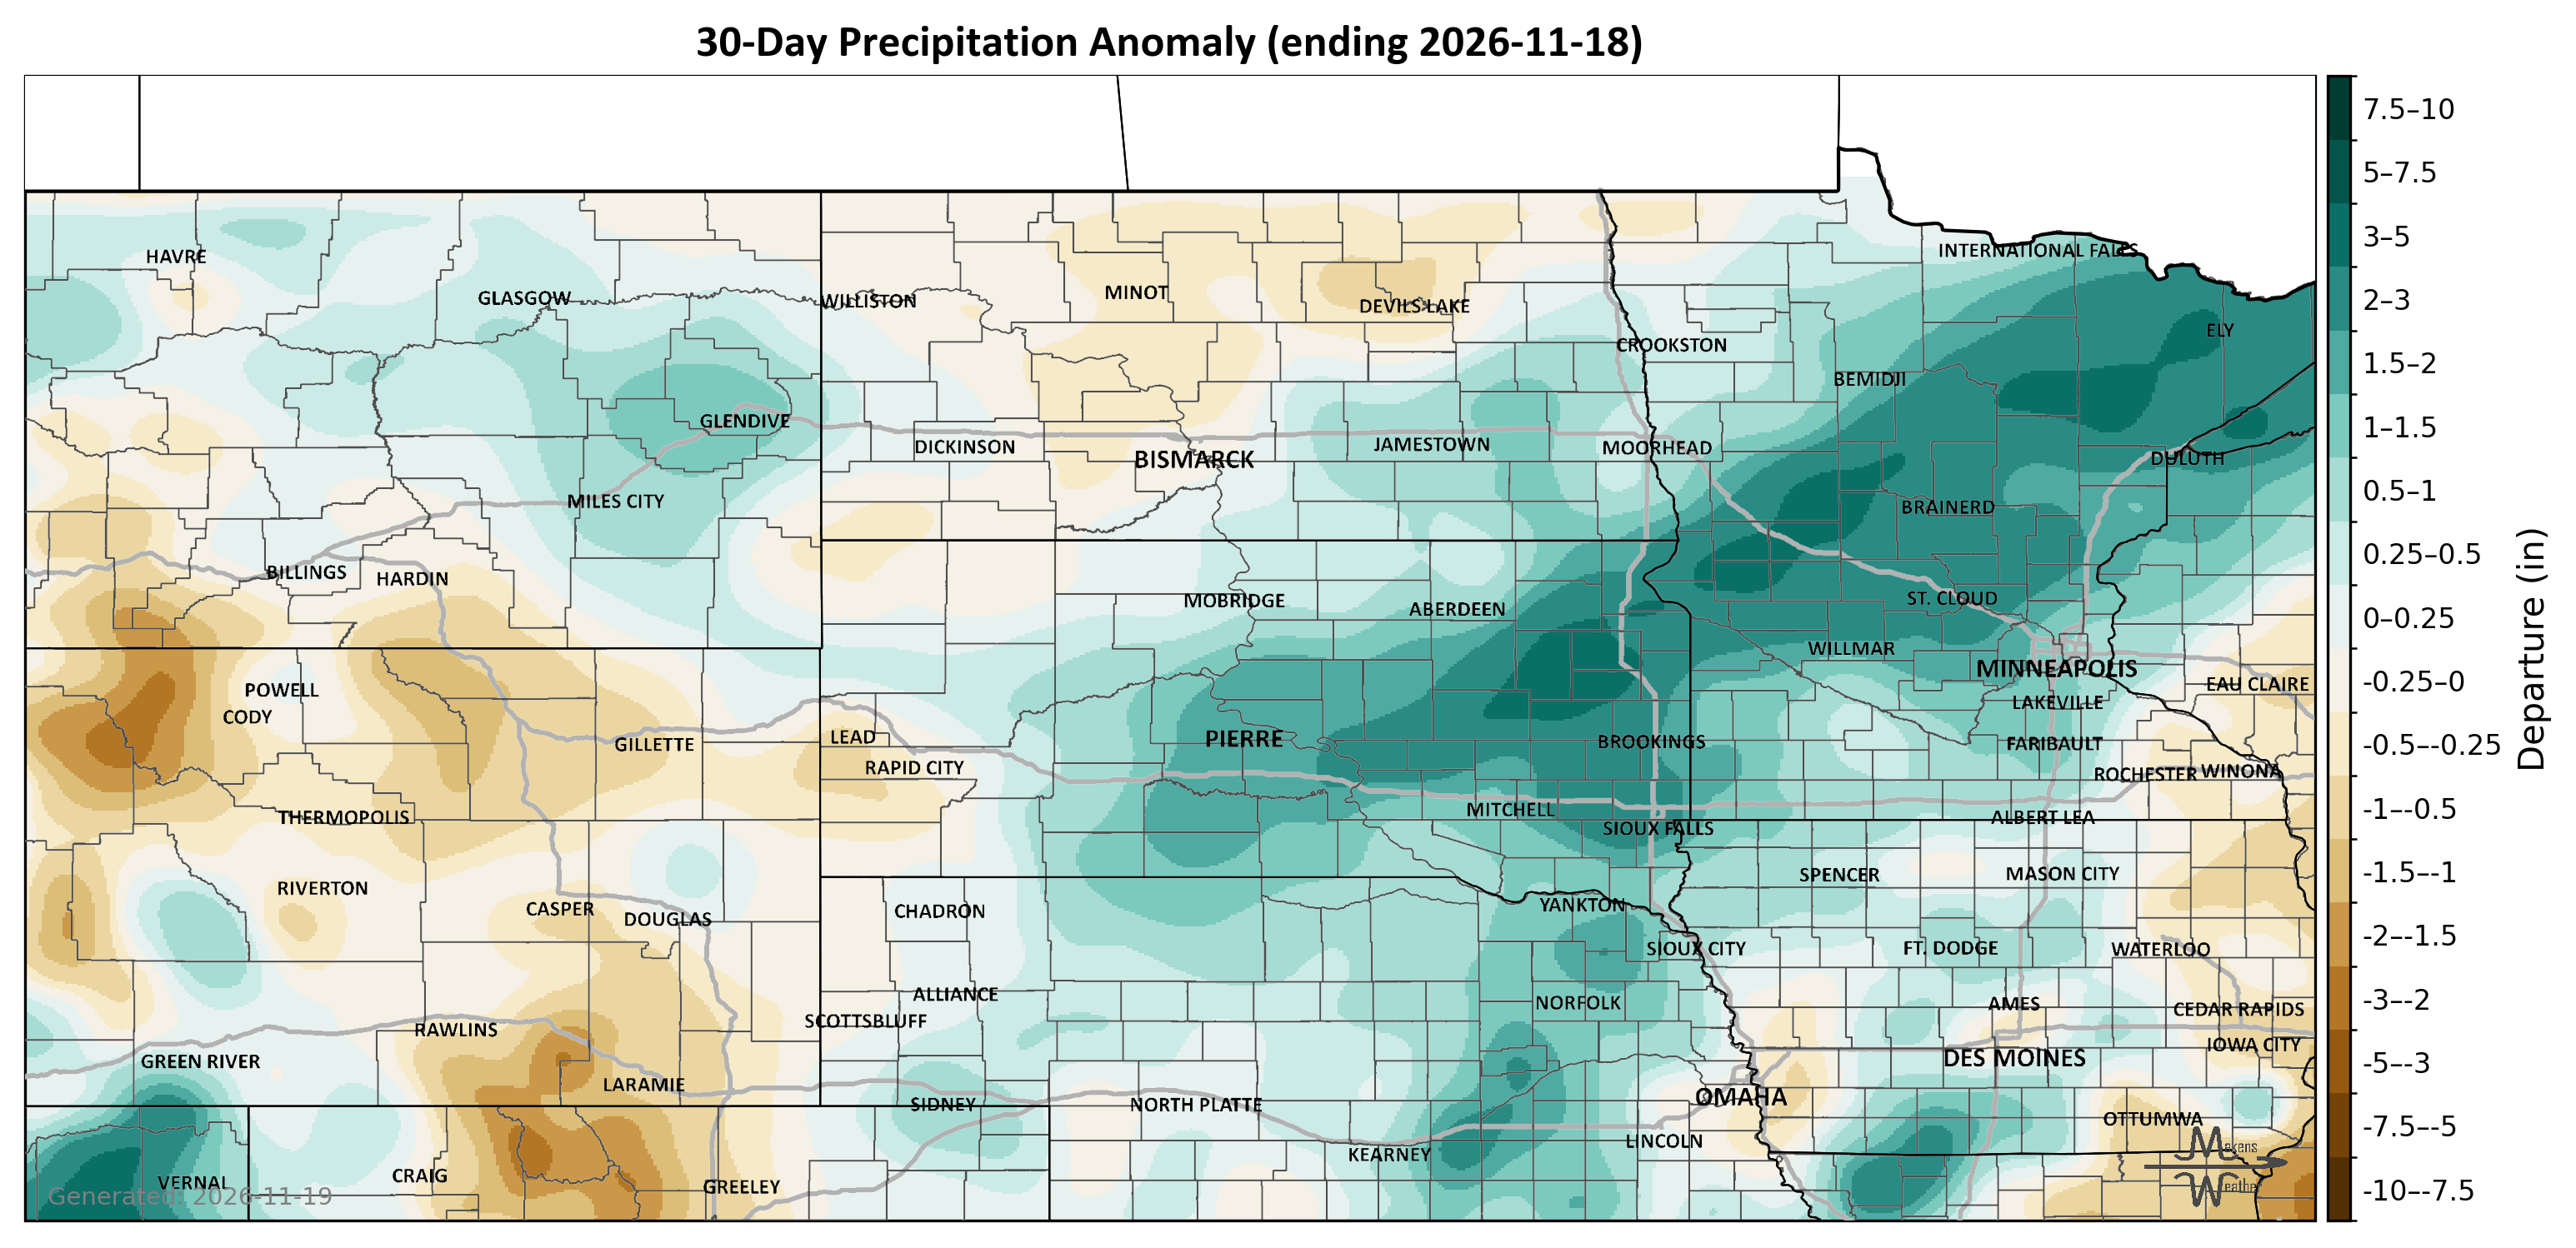 30-Day Precipitation Anomaly (ending 2026-11-18)
HAVRE
GLASGOW
WILLISTON
MINOT
DEVILS LAKE
INTERNATIONAL FALLS
ELY
CROOKSTON
BEMIDJI
GLENDIVE
DICKINSON
BISMARCK
JAMESTOWN
MOORHEAD
DULUTH
MILES CITY
BRAINERD
BILLINGS
HARDIN
MOBRIDGE
ABERDEEN
ST. CLOUD
WILLMAR
MINNEAPOLIS
EAU CLAIRE
POWELL
CODY
LAKEVILLE
GILLETTE
LEAD
PIERRE
BROOKINGS
FARIBAULT
RAPID CITY
ROCHESTER
WINONA
THERMOPOLIS
MITCHELL
SIOUX FALLS
ALBERT LEA
RIVERTON
SPENCER
MASON CITY
CASPER
DOUGLAS
CHADRON
YANKTON
SIOUX CITY
FT. DODGE
WATERLOO
ALLIANCE
NORFOLK
AMES
CEDAR RAPIDS
SCOTTSBLUFF
RAWLINS
IOWA CITY
GREEN RIVER
DES MOINES
LARAMIE
OMAHA
SIDNEY
NORTH PLATTE
OTTUMWA
LINCOLN
KEARNEY
CRAIG
VERNAL
GREELEY
Generated: 2026-11-19
Makens
Weather
7.5–10
5–7.5
3–5
2–3
1.5–2
1–1.5
0.5–1
0.25–0.5
0–0.25
-0.25–0
-0.5–-0.25
-1–-0.5
-1.5–-1
-2–-1.5
-3–-2
-5–-3
-7.5–-5
-10–-7.5
Departure (in)